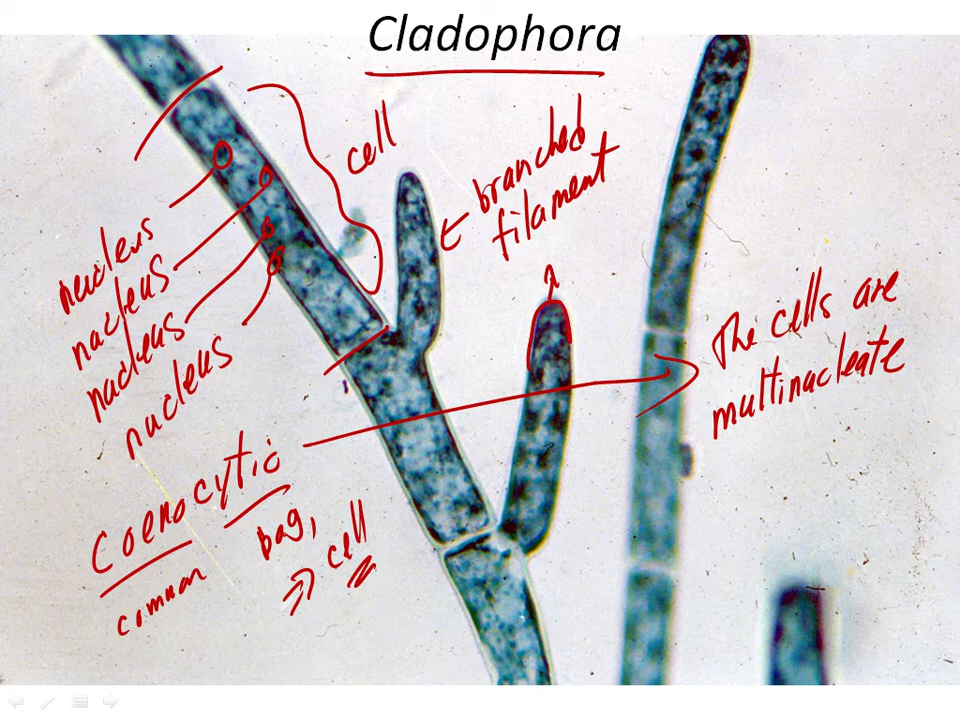 Cladophora
cell
branched
filament
nucleus
nucleus
nucleus
nucleus
The cells are
multinucleate
Coenocytic
common
bag,
⇒ cell